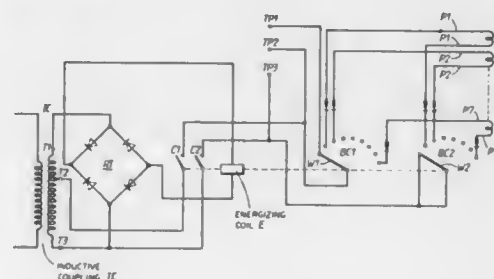 TP1
TP2
TP3
P1
P1
P2
P2
P7
P
IC
T1
T2
T3
RT
C1
C2
W1
BC1
BC2
W2
ENERGIZING
COIL E
INDUCTIVE
COUPLING IC